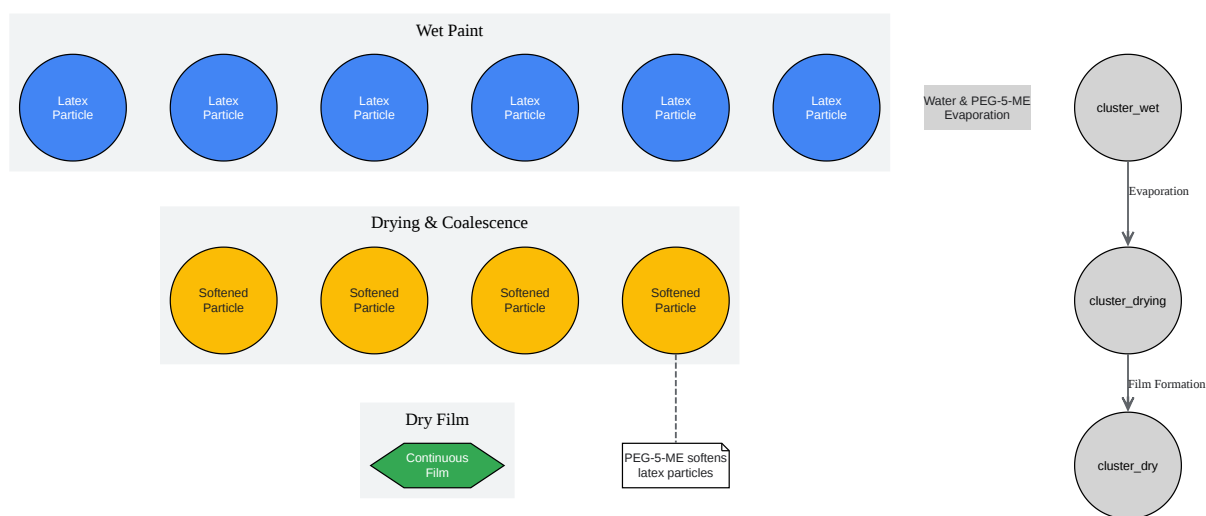 Wet Paint
Latex
Particle
Latex
Particle
Latex
Particle
Latex
Particle
Latex
Particle
Latex
Particle
Water & PEG-5-ME
Evaporation
cluster_wet
Evaporation
Drying & Coalescence
Softened
Particle
Softened
Particle
Softened
Particle
Softened
Particle
cluster_drying
Film Formation
Dry Film
Continuous
Film
PEG-5-ME softens
latex particles
cluster_dry